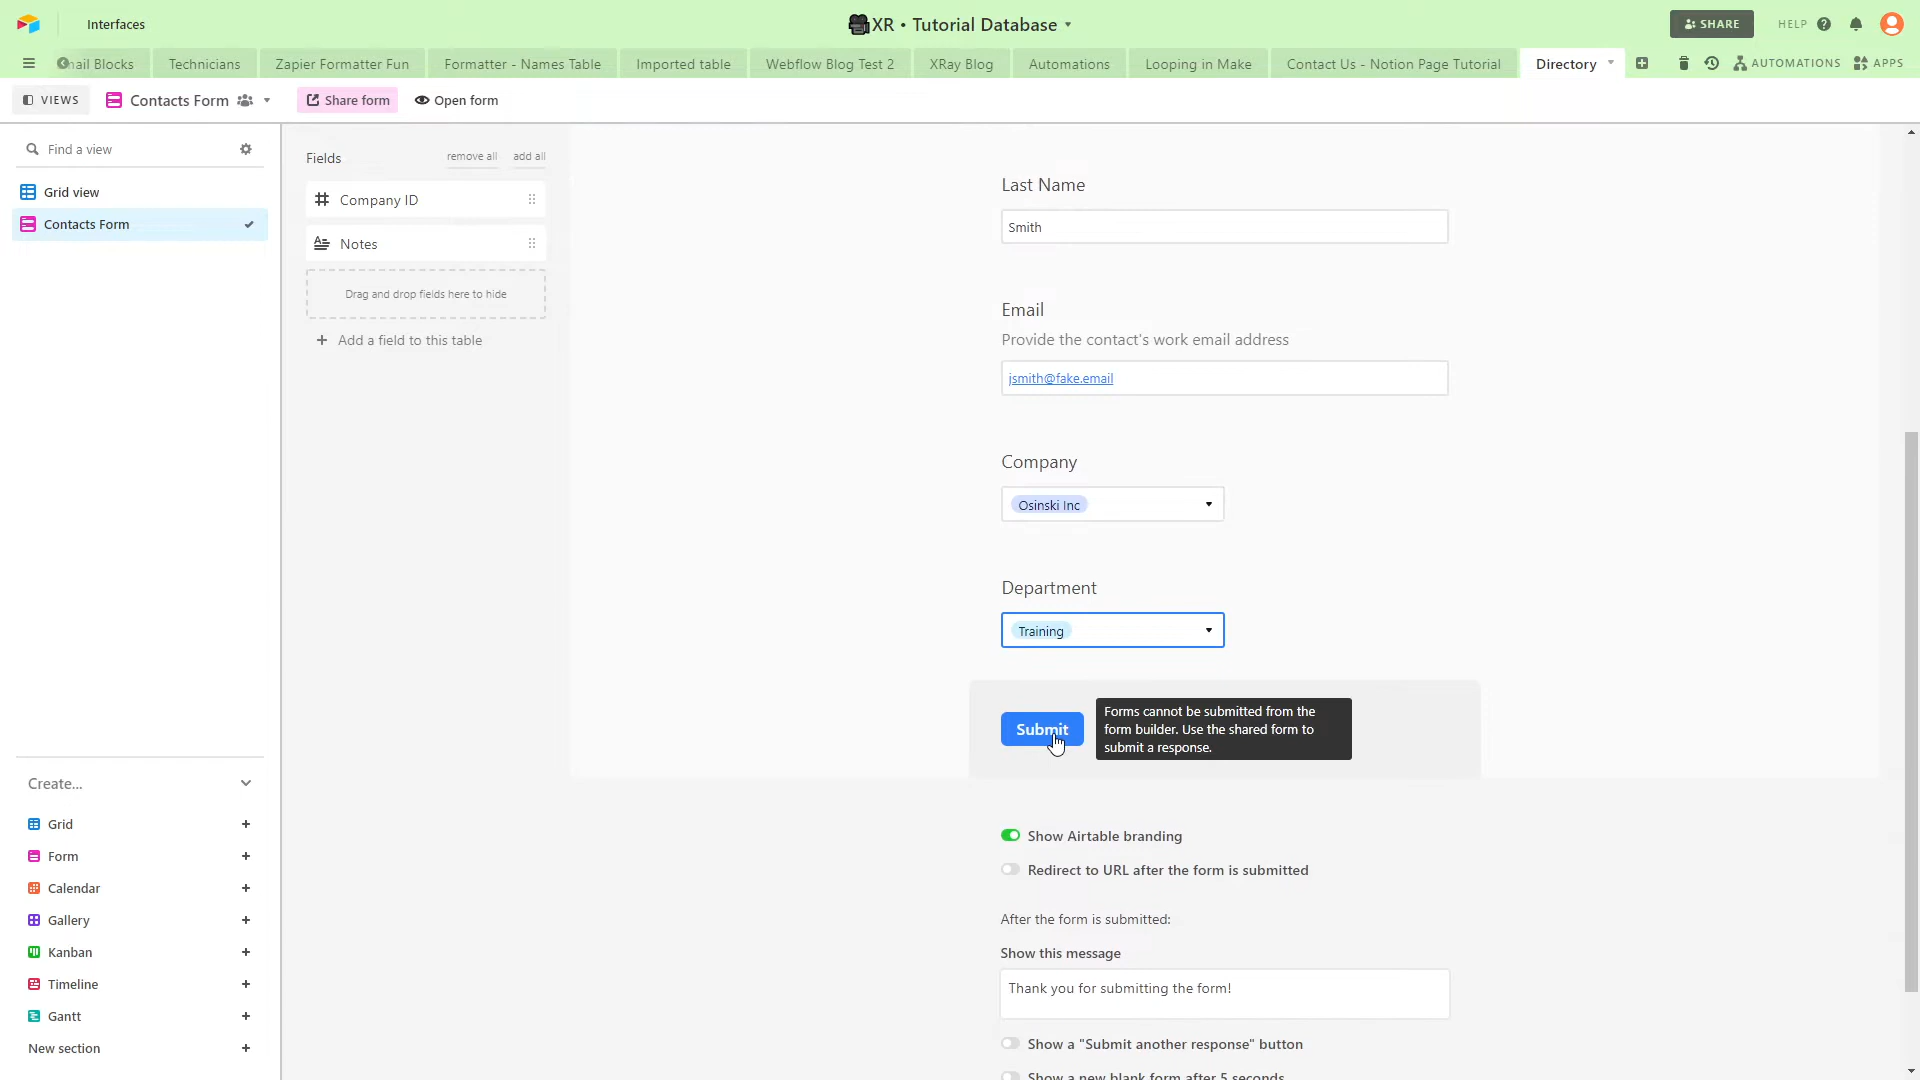 Interfaces
XR • Tutorial Database
SHARE
HELP
ail Blocks
Technicians
Zapier Formatter Fun
Formatter - Names Table
Imported table
Webflow Blog Test 2
XRay Blog
Automations
Looping in Make
Contact Us - Notion Page Tutorial
Directory
AUTOMATIONS
APPS
VIEWS
Contacts Form
Share form
Open form
Find a view
Grid view
Contacts Form
Fields
remove all
add all
Company ID
Notes
Drag and drop fields here to hide
Add a field to this table
Last Name
Smith
Email
Provide the contact's work email address
jsmith@fake.email
Company
Osinski Inc
Department
Training
Submit
Forms cannot be submitted from the
form builder. Use the shared form to
submit a response.
Show Airtable branding
Redirect to URL after the form is submitted
After the form is submitted:
Show this message
Thank you for submitting the form!
Show a "Submit another response" button
Show a new blank form after 5 seconds
Create...
Grid
Form
Calendar
Gallery
Kanban
Timeline
Gantt
New section